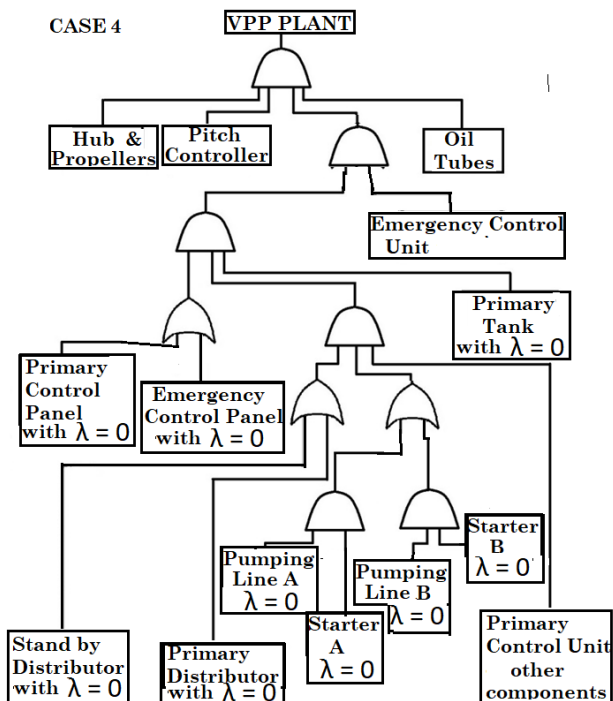 CASE 4
VPP PLANT
Hub &
Propellers
Pitch
Controller
Oil
Tubes
Emergency Control
Unit
Primary
Tank
with λ = 0
Primary
Control
Panel
with λ = 0
Emergency
Control Panel
with λ = 0
Pumping
Line A
λ = 0
Starter
A
λ = 0
Pumping
Line B
λ = 0
Starter
B
λ = 0
Stand by
Distributor
with λ = 0
Primary
Distributor
with λ = 0
Primary
Control Unit
other
components